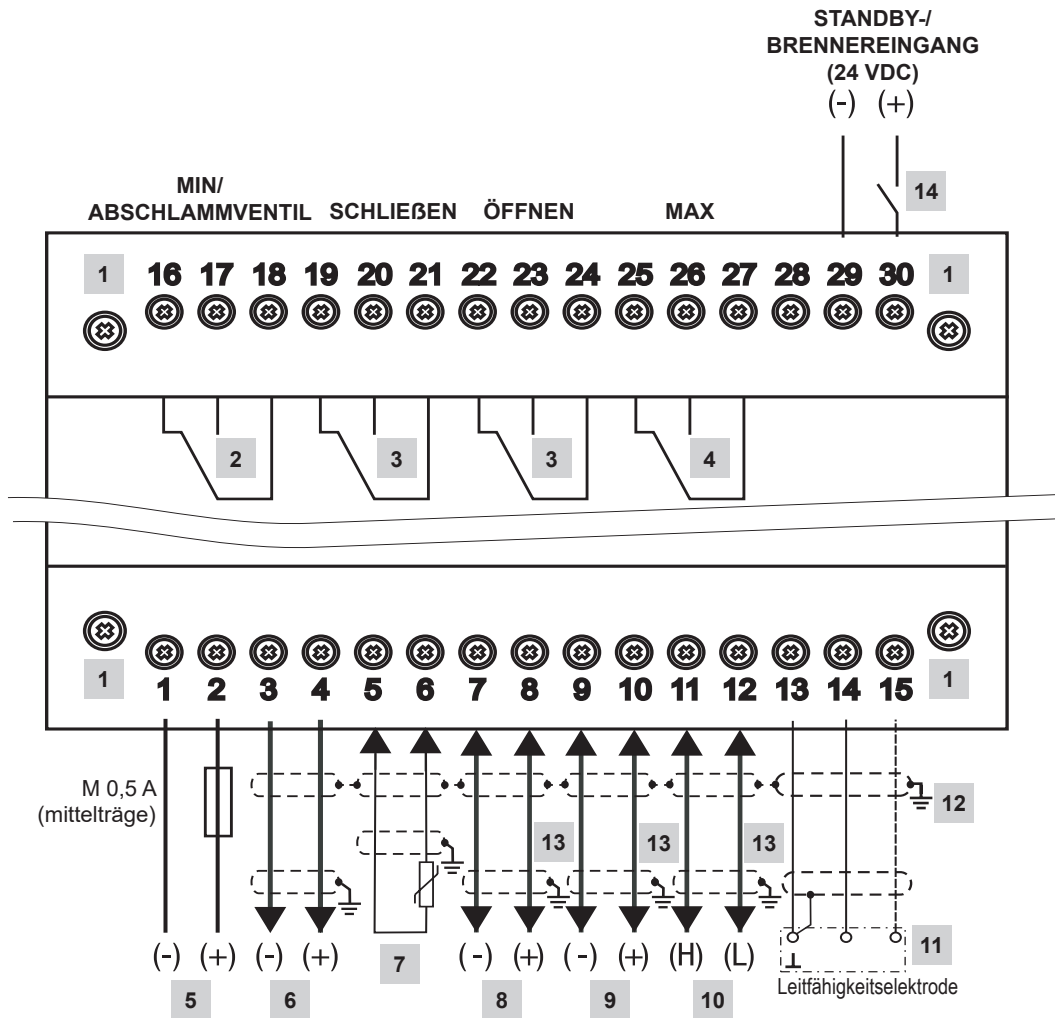 STANDBY-/
BRENNEREINGANG
(24 VDC)
(-) (+)
14
MIN/
ABSCHLAMMVENTIL SCHLIEßEN ÖFFNEN MAX
1 16 17 18 19 20 21 22 23 24 25 26 27 28 29 30 1
2 3 3 4
1 1 2 3 4 5 6 7 8 9 10 11 12 13 14 15 1
M 0,5 A
(mittelträge)
12
13 13 13
11
(-) (+) (-) (+) 7 (-) (+) (-) (+) (H) (L)
Leitfähigkeitselektrode
5 6 8 9 10